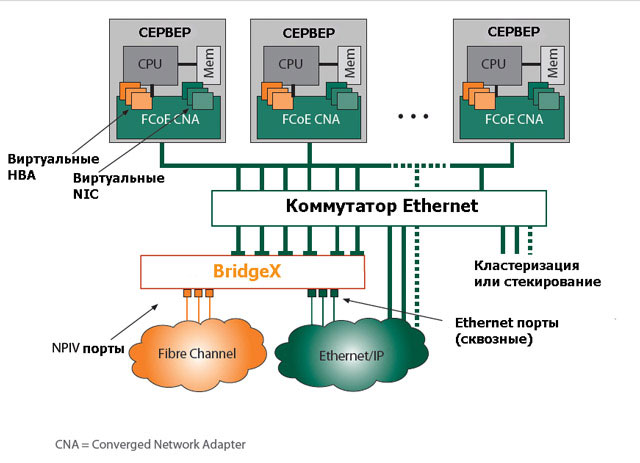 СЕРВЕР
СЕРВЕР
СЕРВЕР
CPU
Mem
CPU
Mem
CPU
Mem
FCoE CNA
FCoE CNA
FCoE CNA
...
Виртуальные
HBA
Виртуальные
NIC
Коммутатор Ethernet
Кластеризация
или стекирование
BridgeX
NPIV порты
Ethernet порты
(сквозные)
Fibre Channel
Ethernet/IP
CNA = Converged Network Adapter